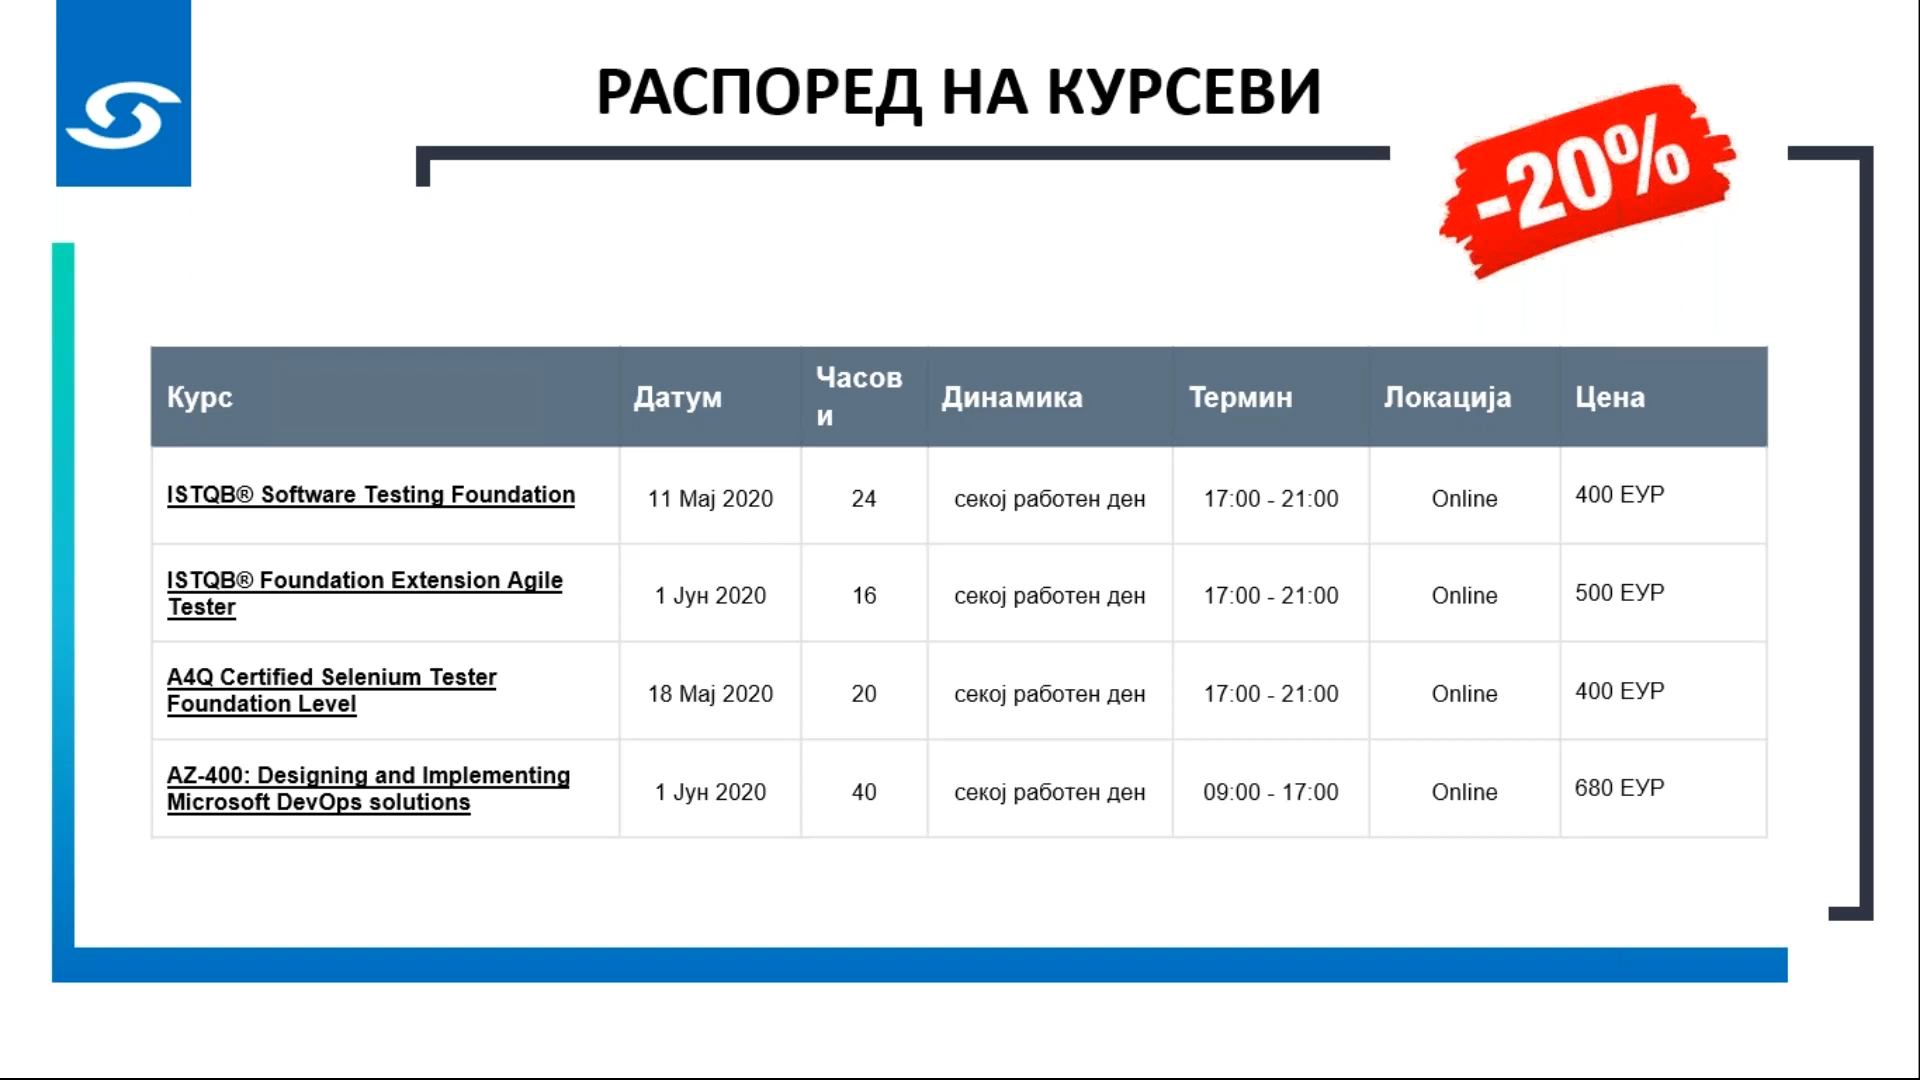 РАСПОРЕД НА КУРСЕВИ
-20%
Курс
Датум
Часов
и
Динамика
Термин
Локација
Цена
ISTQB® Software Testing Foundation
11 Мај 2020
24
секој работен ден
17:00 - 21:00
Online
400 ЕУР
ISTQB® Foundation Extension Agile
Tester
1 Јун 2020
16
секој работен ден
17:00 - 21:00
Online
500 ЕУР
A4Q Certified Selenium Tester
Foundation Level
18 Мај 2020
20
секој работен ден
17:00 - 21:00
Online
400 ЕУР
AZ-400: Designing and Implementing
Microsoft DevOps solutions
1 Јун 2020
40
секој работен ден
09:00 - 17:00
Online
680 ЕУР